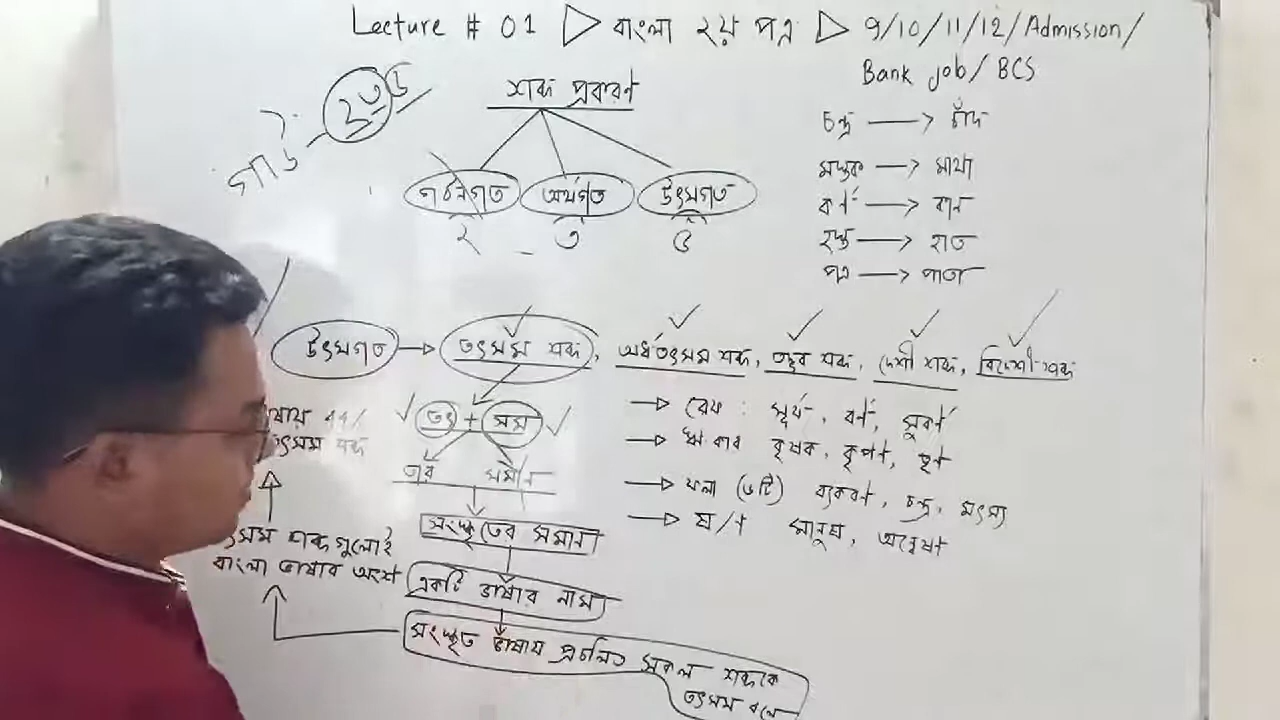 Lecture # 01 ▷ বাংলা ২য় পত্র ▷ 9/10/11/12/Admission/
Bank job/BCS
শব্দ প্রকরণ
২৩৫
গঠনগত অর্থগত উৎসগত
২ ৩ ৫
চন্দ্র → চাঁদ
মস্তক → মাথা
কর্ণ → কান
হস্ত → হাত
পত্র → পাতা
উৎসগত → তৎসম শব্দ, অর্ধতৎসম শব্দ, তদ্ভব শব্দ, দেশী শব্দ, বিদেশী শব্দ
তৎ + সম
তার সমান
সংস্কৃতের সমান
একটি ভাষার নাম
সংস্কৃত ভাষায় প্রচলিত সকল শব্দকে
তৎসম বলে
→ রেফ : সূর্য, বর্ণ, সুবর্ণ
→ ঋ কার কৃষক, কৃপণ, তৃণ
→ ফলা (৬টি) ব্যাকরণ, চন্দ্র, মৎস্য
→ ষ/ণ মানুষ, অন্বেষণ
শব্দগুলোই
বাংলা ভাষার অংশ
তৎসম শব্দ